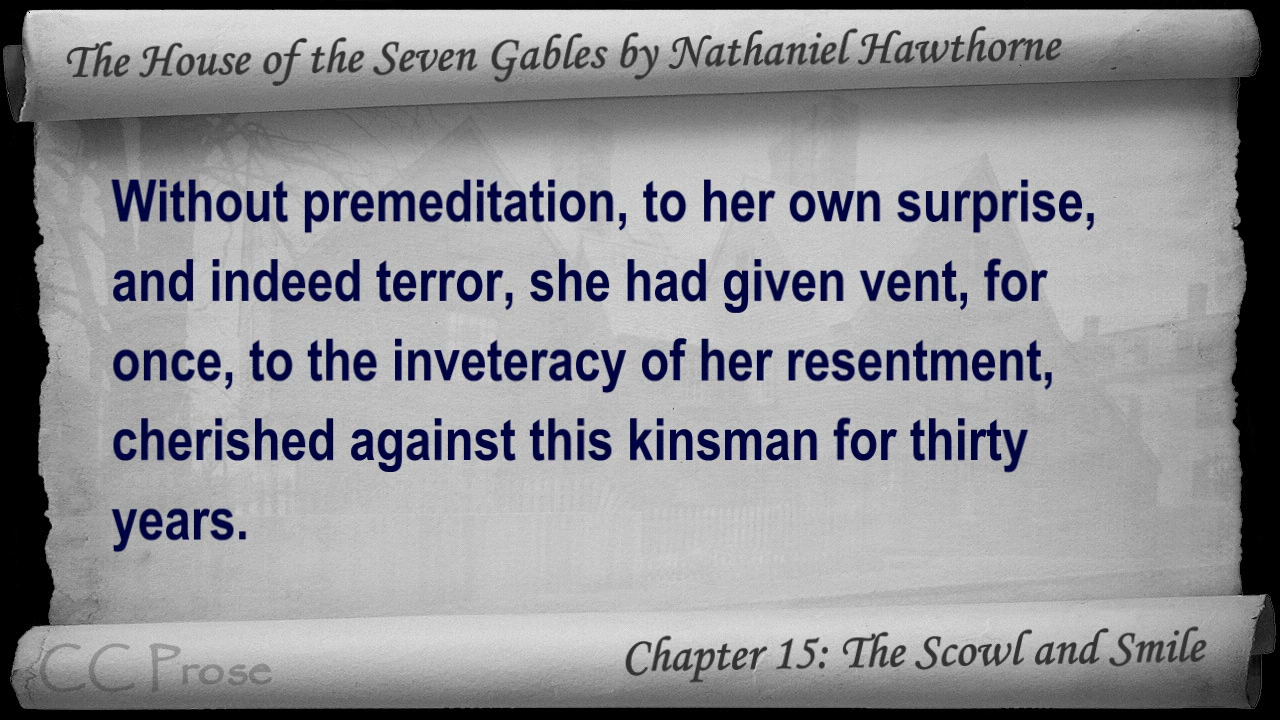 The House of the Seven Gables by Nathaniel Hawthorne
Without premeditation, to her own surprise,
and indeed terror, she had given vent, for
once, to the inveteracy of her resentment,
cherished against this kinsman for thirty
years.
CC Prose
Chapter 15: The Scowl and Smile